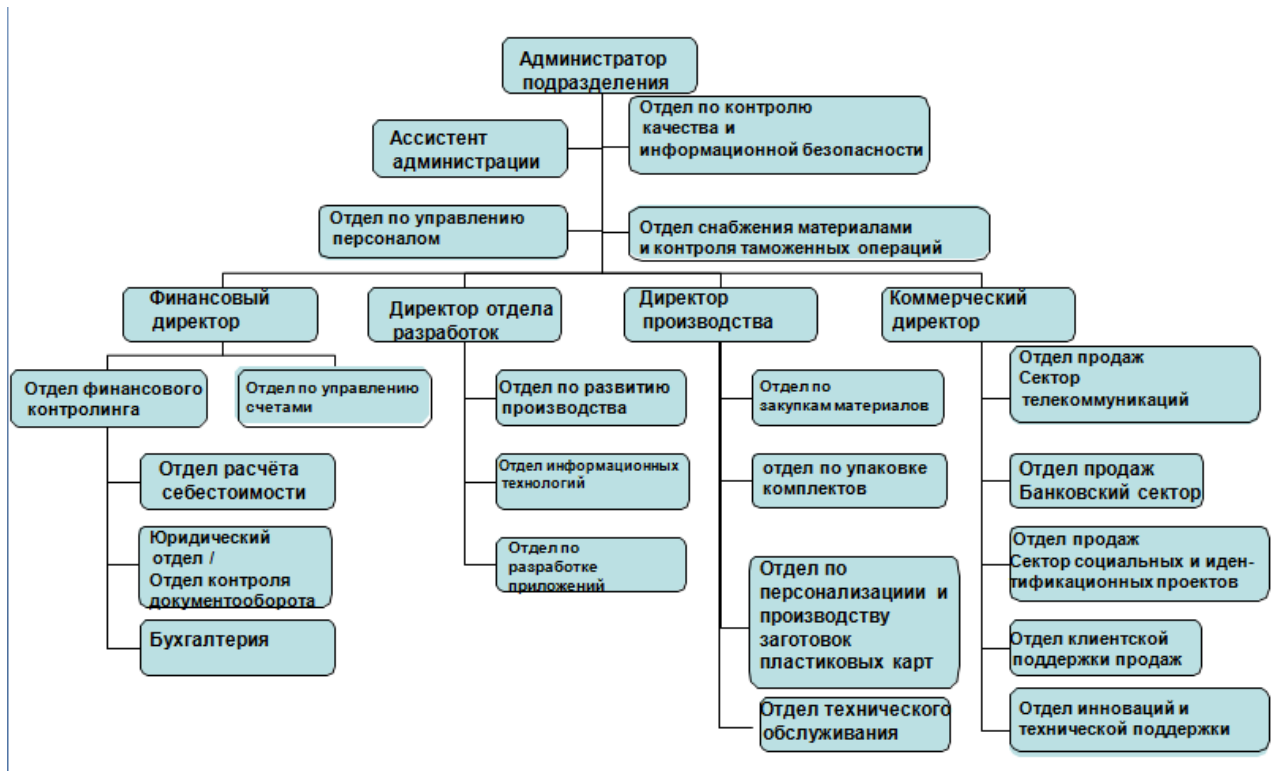 Администратор
подразделения
Ассистент
администрации
Отдел по контролю
качества и
информационной безопасности
Отдел по управлению
персоналом
Отдел снабжения материалами
и контроля таможенных операций
Финансовый
директор
Директор отдела
разработок
Директор
производства
Коммерческий
директор
Отдел финансового
контролинга
Отдел по управлению
счетами
Отдел расчёта
себестоимости
Юридический
отдел /
Отдел контроля
документооборота
Бухгалтерия
Отдел по развитию
производства
Отдел информационных
технологий
Отдел по
разработке
приложений
Отдел по
закупкам материалов
отдел по упаковке
комплектов
Отдел по
персонализациии и
производству
заготовок
пластиковых карт
Отдел технического
обслуживания
Отдел продаж
Сектор
телекоммуникаций
Отдел продаж
Банковский сектор
Отдел продаж
Сектор социальных и иден-
тификационных проектов
Отдел клиентской
поддержки продаж
Отдел инноваций и
технической поддержки